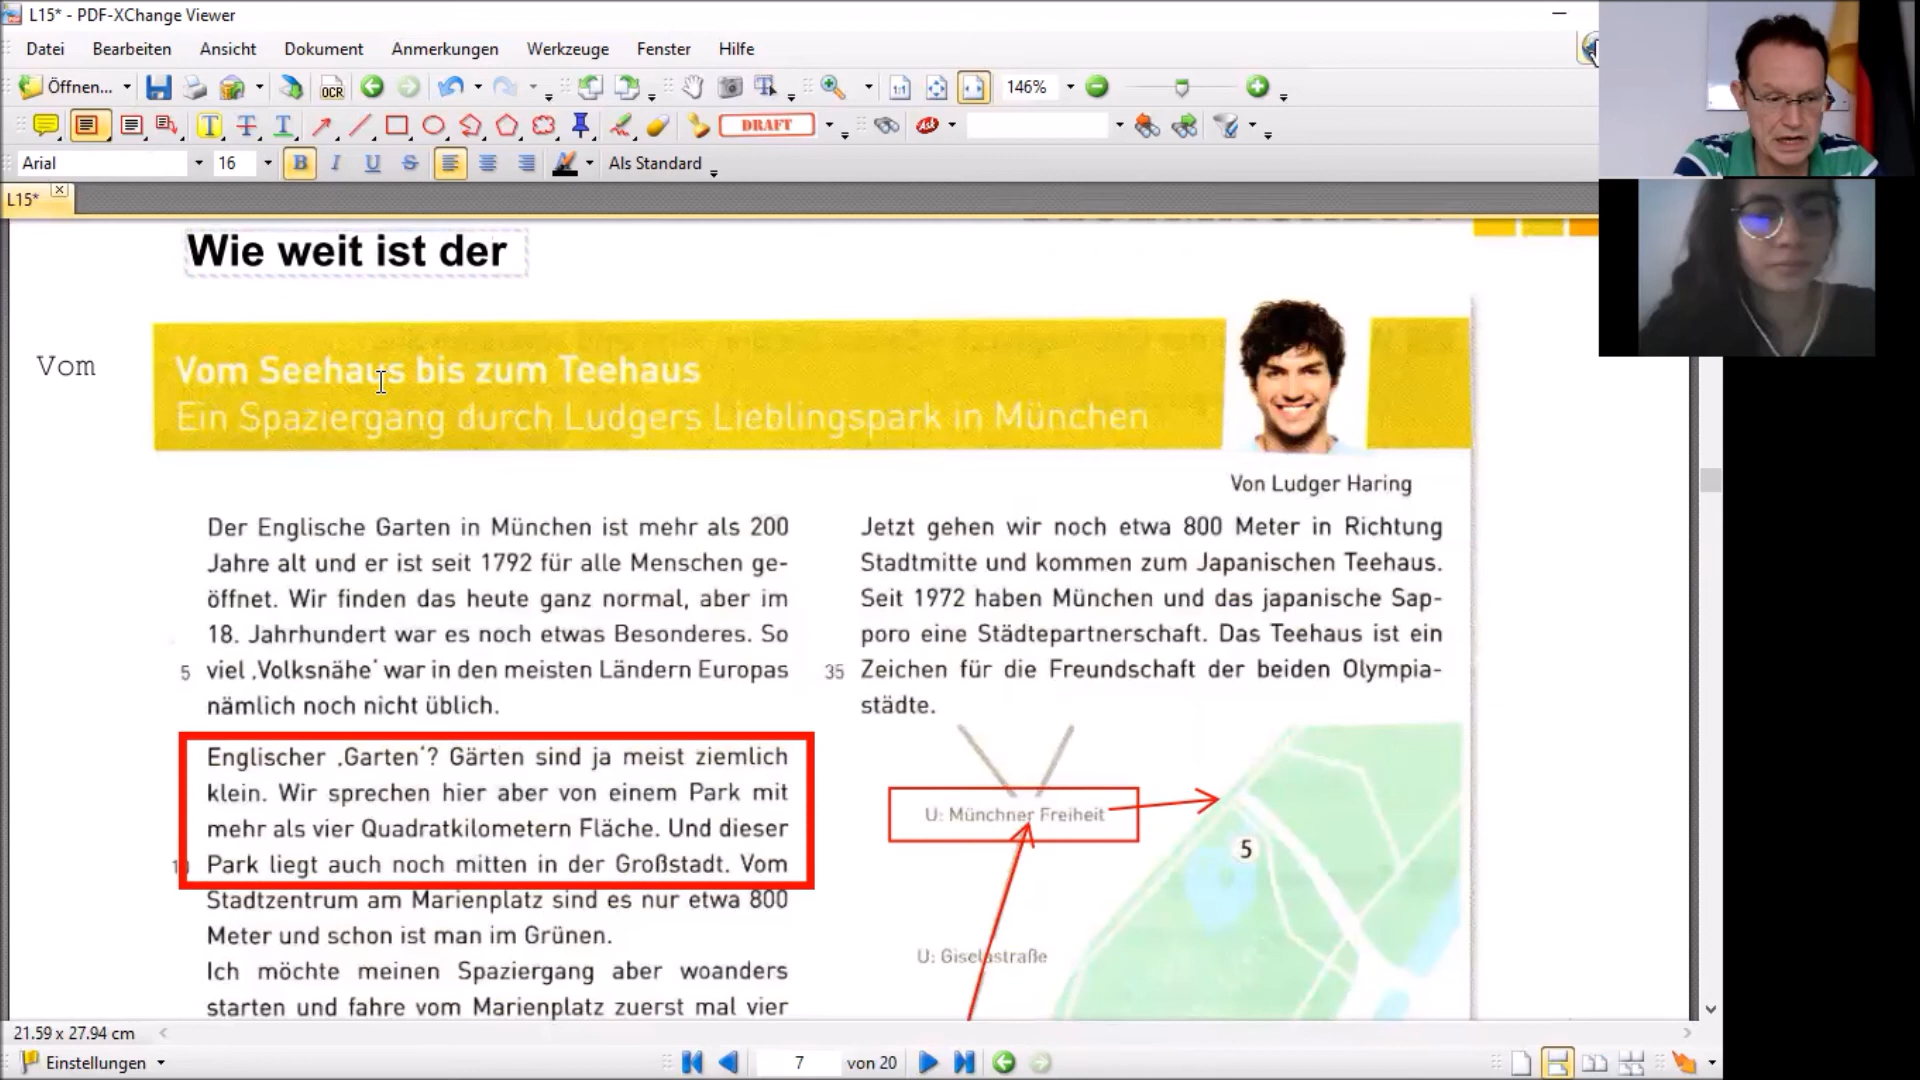 L15* - PDF-XChange Viewer
Datei Bearbeiten Ansicht Dokument Anmerkungen Werkzeuge Fenster Hilfe
Öffnen... OCR 1:1 146%
T T T DRAFT Ask
Arial 16 B I U S Als Standard
L15*
Wie weit ist der
Vom
Vom Seehaus bis zum Teehaus
Ein Spaziergang durch Ludgers Lieblingspark in München
Von Ludger Haring
Der Englische Garten in München ist mehr als 200
Jahre alt und er ist seit 1792 für alle Menschen ge-
öffnet. Wir finden das heute ganz normal, aber im
18. Jahrhundert war es noch etwas Besonderes. So
5 viel ‚Volksnähe‘ war in den meisten Ländern Europas
nämlich noch nicht üblich.
Englischer ‚Garten‘? Gärten sind ja meist ziemlich
klein. Wir sprechen hier aber von einem Park mit
mehr als vier Quadratkilometern Fläche. Und dieser
Park liegt auch noch mitten in der Großstadt. Vom
Stadtzentrum am Marienplatz sind es nur etwa 800
Meter und schon ist man im Grünen.
Ich möchte meinen Spaziergang aber woanders
starten und fahre vom Marienplatz zuerst mal vier
Jetzt gehen wir noch etwa 800 Meter in Richtung
Stadtmitte und kommen zum Japanischen Teehaus.
Seit 1972 haben München und das japanische Sap-
poro eine Städtepartnerschaft. Das Teehaus ist ein
35 Zeichen für die Freundschaft der beiden Olympia-
städte.
U: Münchner Freiheit
5
U: Giselastraße
21.59 x 27.94 cm
Einstellungen 7 von 20